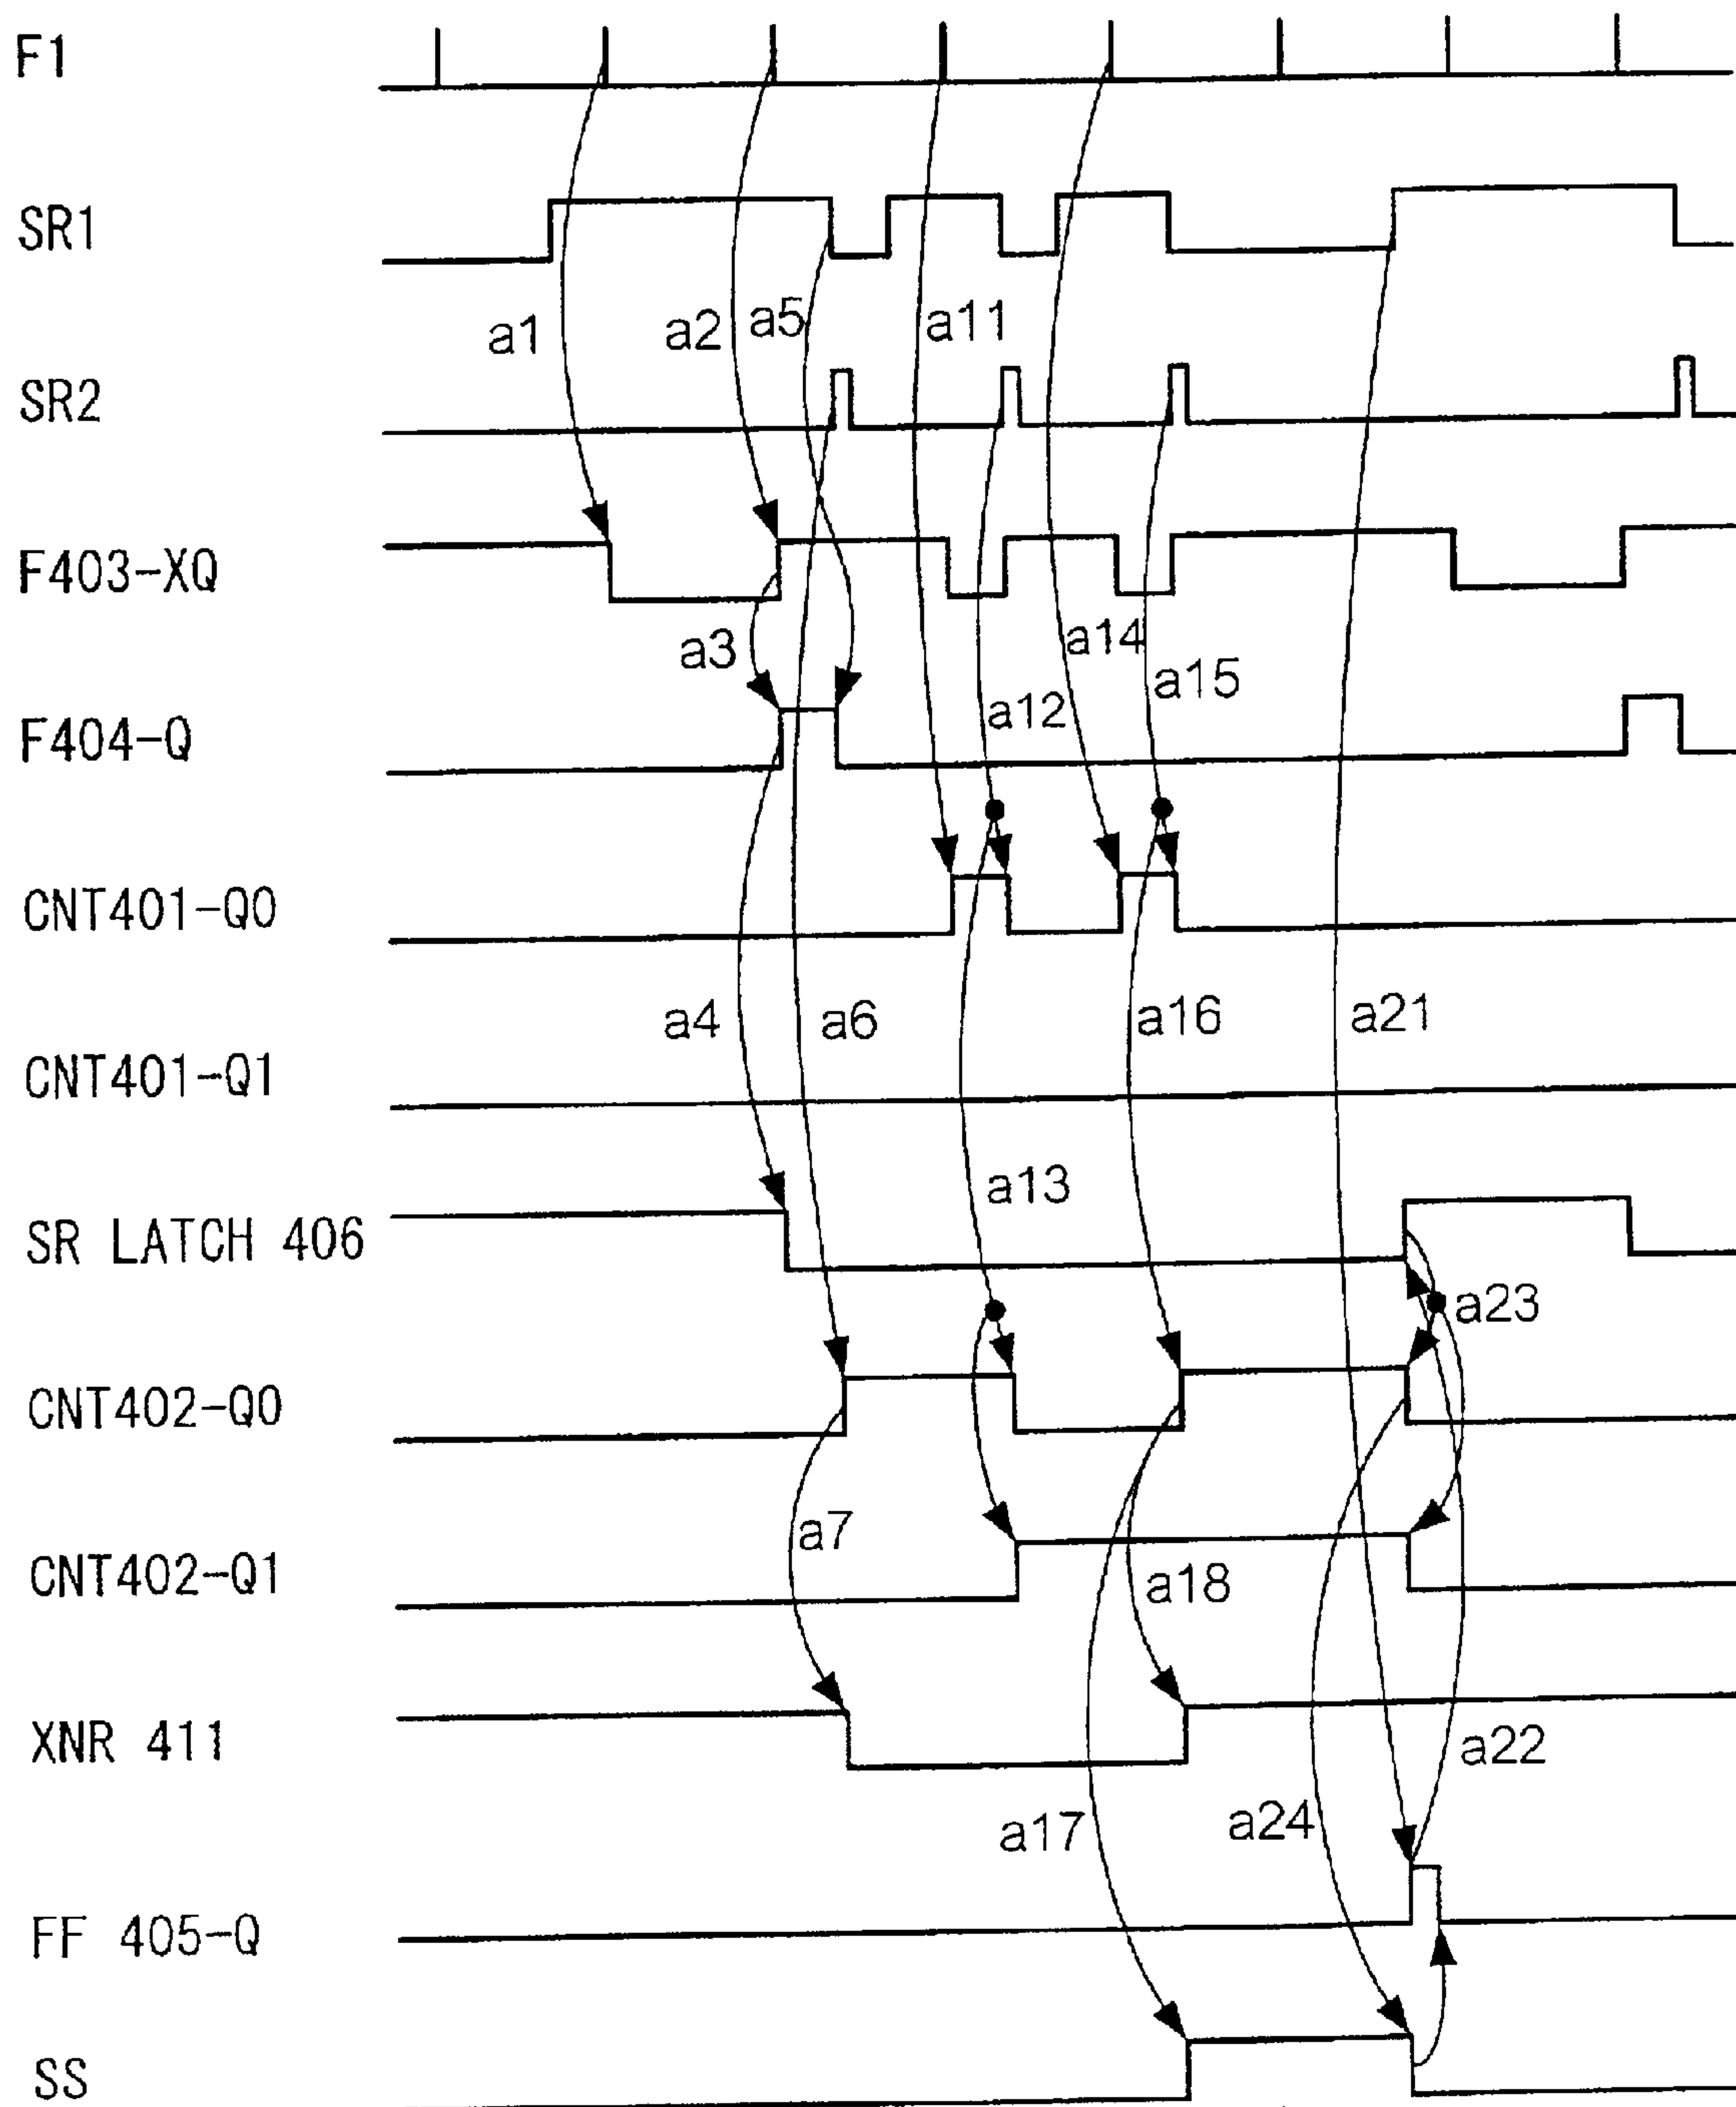 F1
SR1
a1
a2
a5
a11
SR2
F403-XQ
a3
a14
a15
a12
F404-Q
CNT401-Q0
a4
a6
a16
a21
CNT401-Q1
a13
SR LATCH 406
a23
CNT402-Q0
a7
a18
CNT402-Q1
XNR 411
a22
a17
a24
FF 405-Q
SS